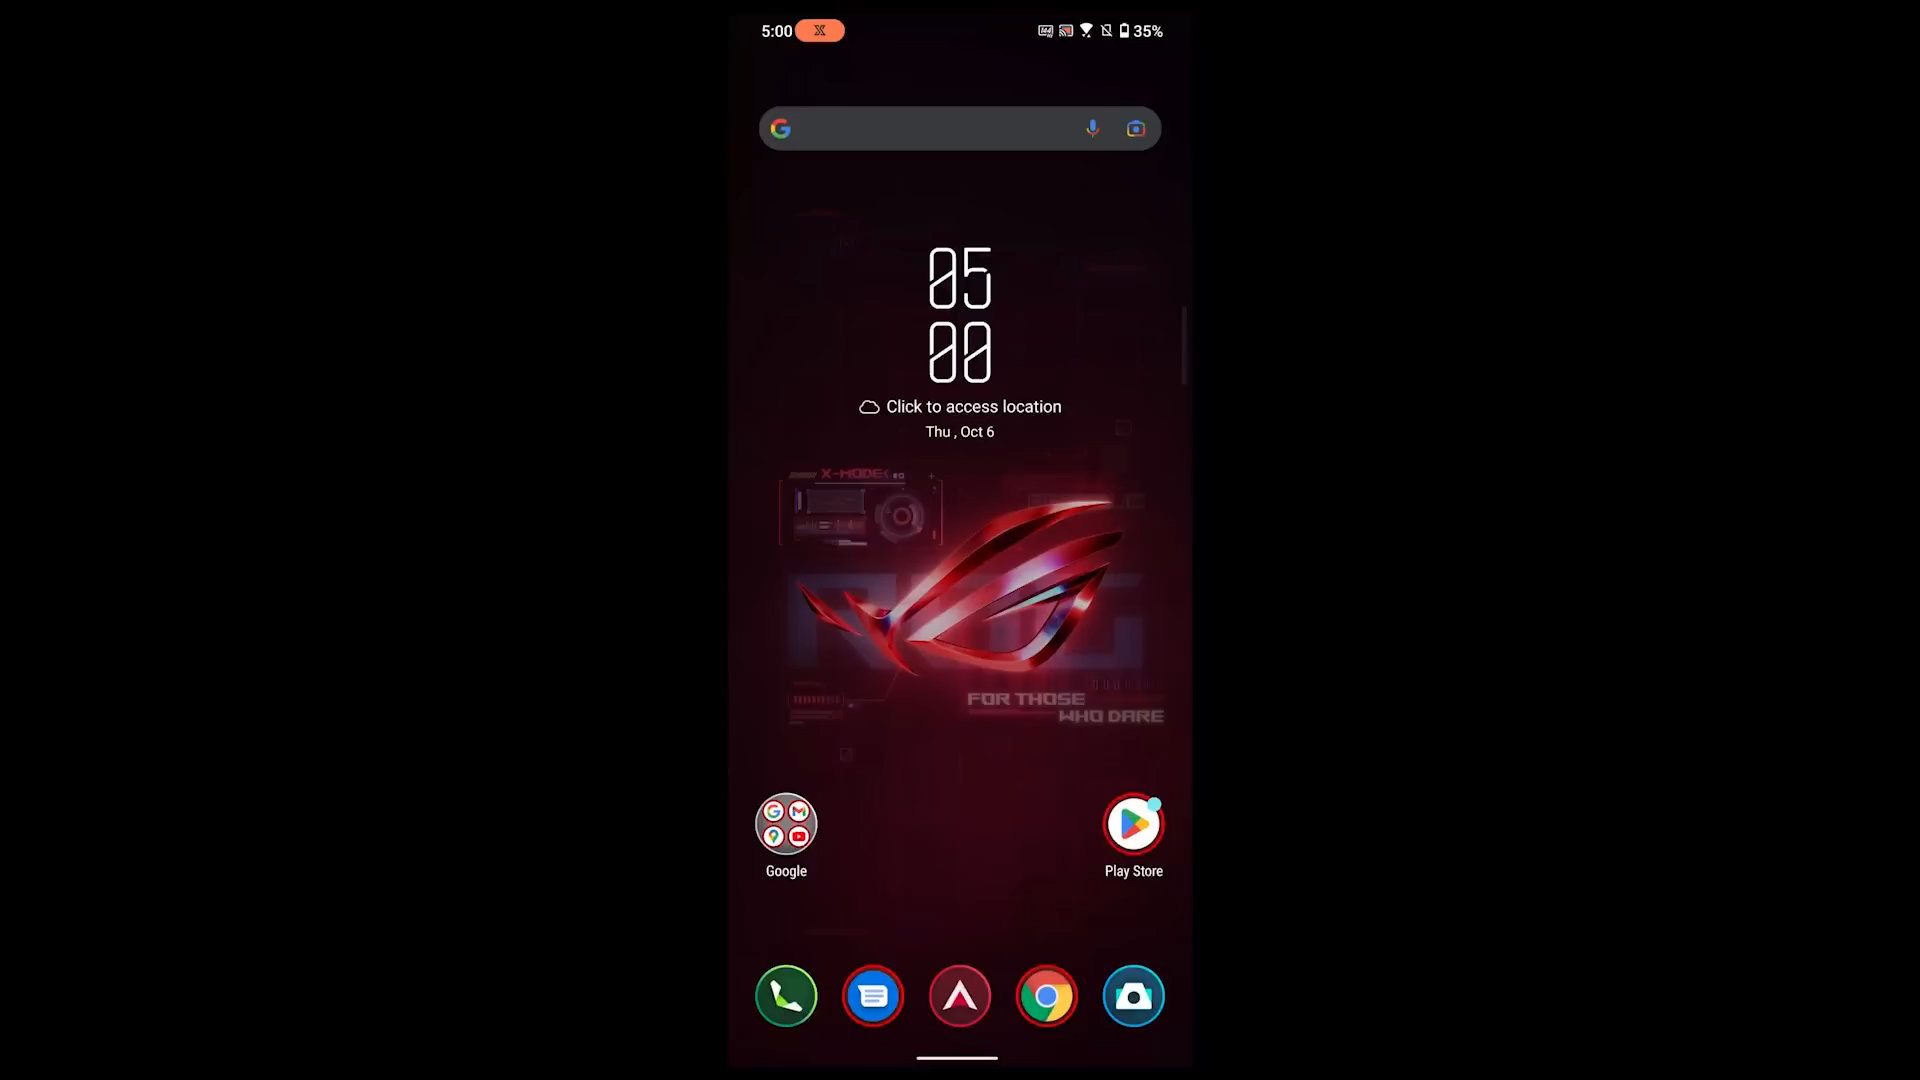 5:00
35%
05
00
Click to access location
Thu , Oct 6
X-MODE
FOR THOSE
WHO DARE
Google
Play Store